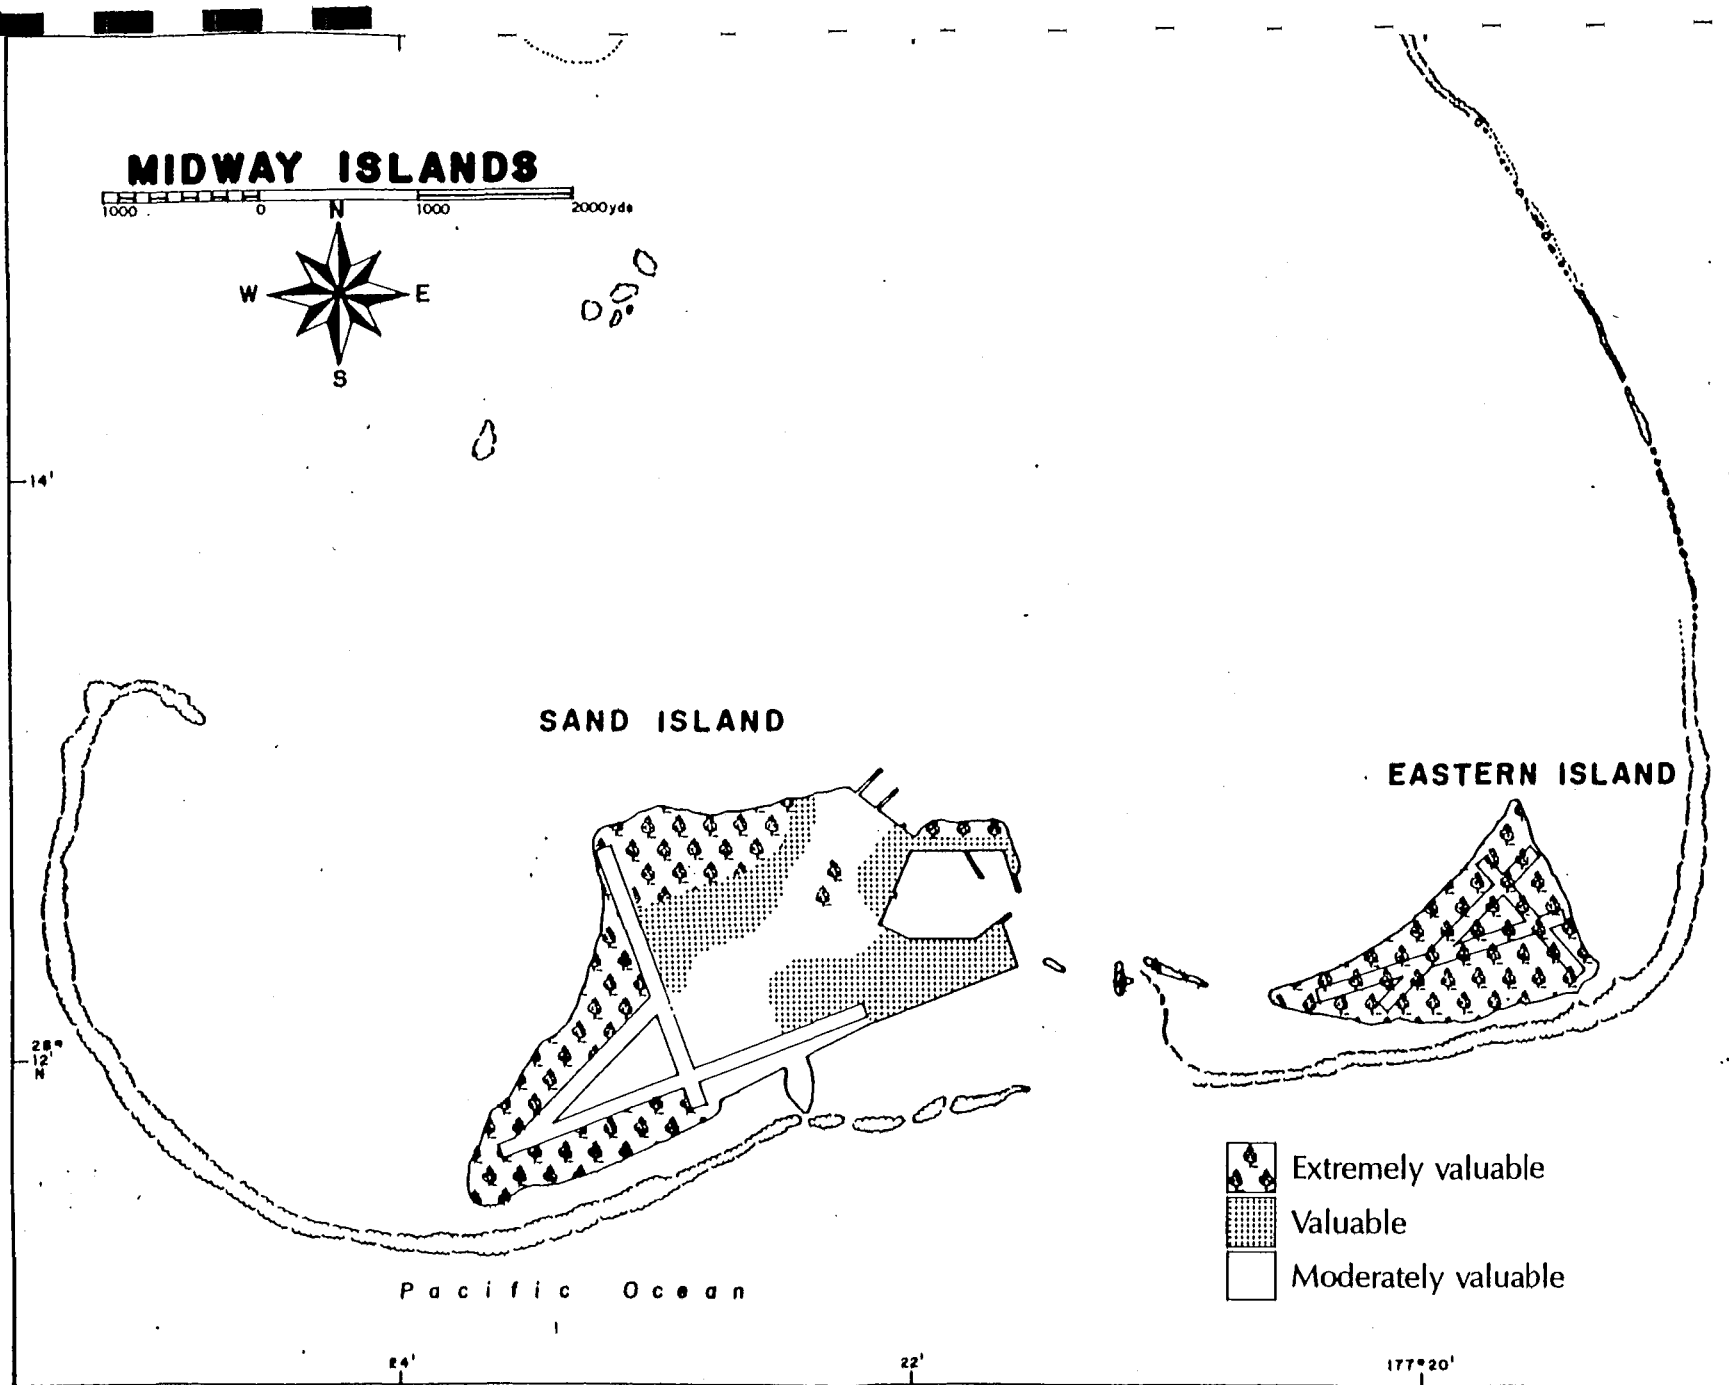 MIDWAY ISLANDS
1000 0 1000 2000yds
N
W E
S
14'
SAND ISLAND
EASTERN ISLAND
28°
12'
N
Extremely valuable
Valuable
Moderately valuable
Pacific Ocean
24' 22' 177°20'